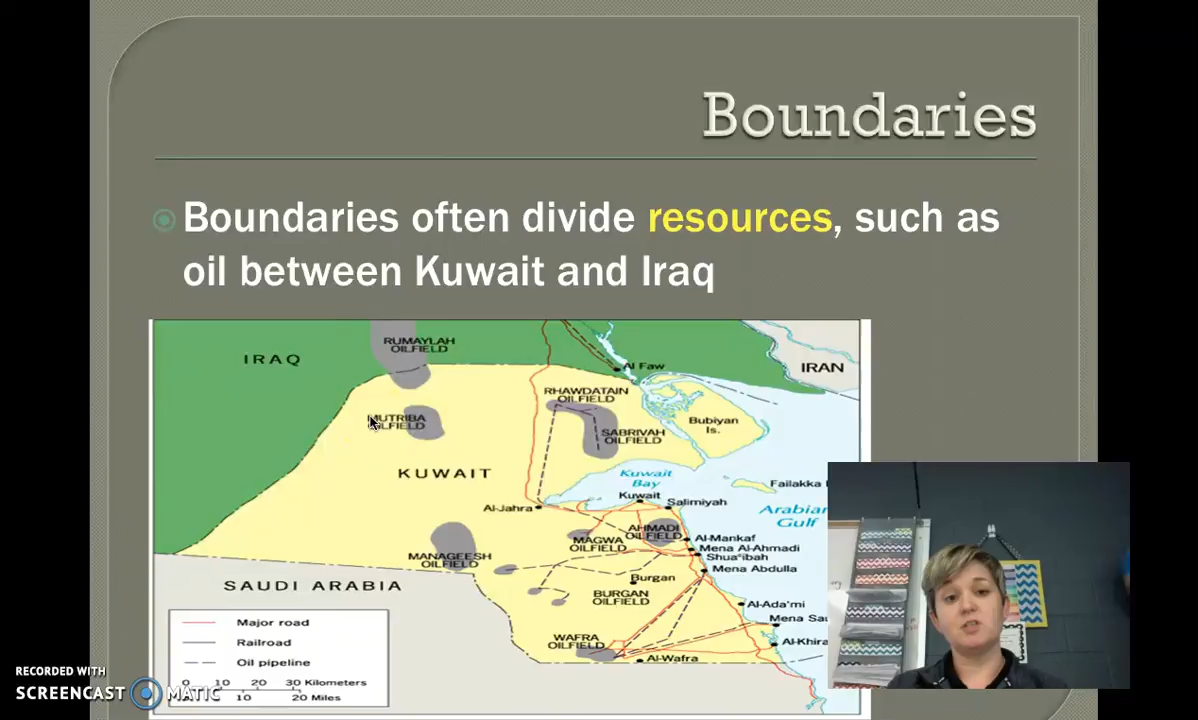 Boundaries
Boundaries often divide resources, such as
oil between Kuwait and Iraq
RUMAYLAH
OILFIELD
IRAQ
Al Faw
IRAN
RHAWDATAIN
OILFIELD
MUTRIBA
OILFIELD
SABRIVAH
OILFIELD
Bubiyan
Is.
KUWAIT
Kuwait
Bay
Failakka
Kuwait
Salimiyah
Al-Jahra
Arabian
Gulf
AHMADI
OILFIELD
MAGWA
OILFIELD
Al-Mankaf
Mena Al-Ahmadi
Shua'ibah
MANAGEESH
OILFIELD
Mena Abdulla
Burgan
SAUDI ARABIA
BURGAN
OILFIELD
Al-Ada'mi
Mena Sau
WAFRA
OILFIELD
Al-Khira
Al-Wafra
Major road
Railroad
Oil pipeline
0 10 20 30 Kilometers
0 10 20 Miles
RECORDED WITH
SCREENCAST MATIC